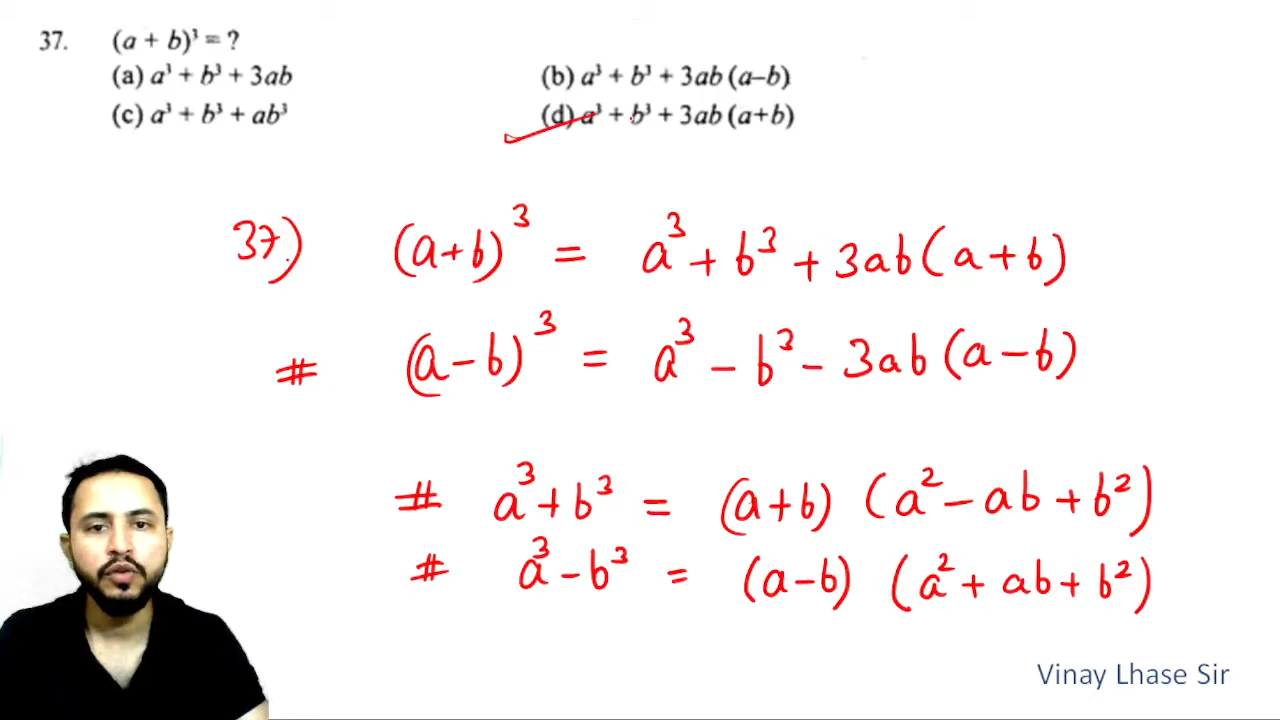 37. (a + b)³ = ?
(a) a³ + b³ + 3ab (b) a³ + b³ + 3ab (a–b)
(c) a³ + b³ + ab³ (d) a³ + b³ + 3ab (a+b)
37) (a+b)³ = a³ + b³ + 3ab(a+b)
# (a-b)³ = a³ - b³ - 3ab(a-b)
# a³+b³ = (a+b) (a²-ab+b²)
# a³-b³ = (a-b) (a²+ab+b²)
Vinay Lhase Sir